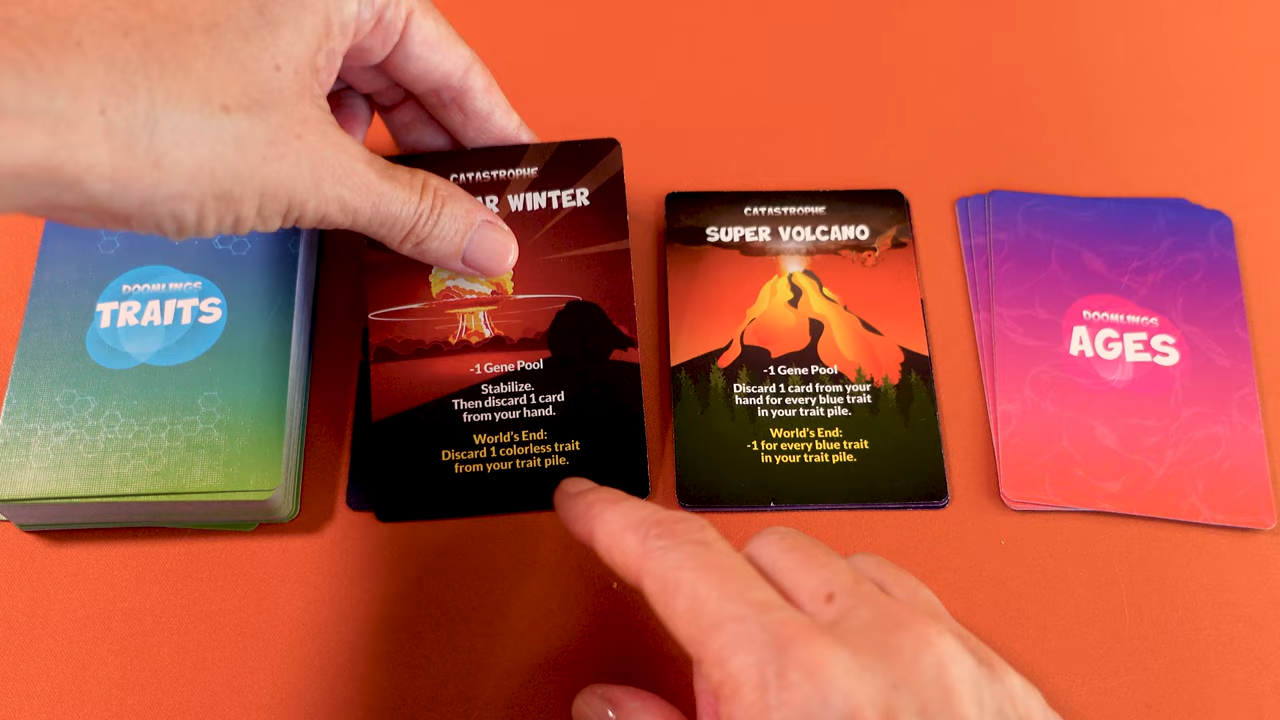 DOOMLINGS
TRAITS
CATASTROPHE
WINTER
-1 Gene Pool
Stabilize.
Then discard 1 card
from your hand.
World's End:
Discard 1 colorless trait
from your trait pile.
CATASTROPHE
SUPER VOLCANO
-1 Gene Pool
Discard 1 card from your
hand for every blue trait
in your trait pile.
World's End:
-1 for every blue trait
in your trait pile.
DOOMLINGS
AGES